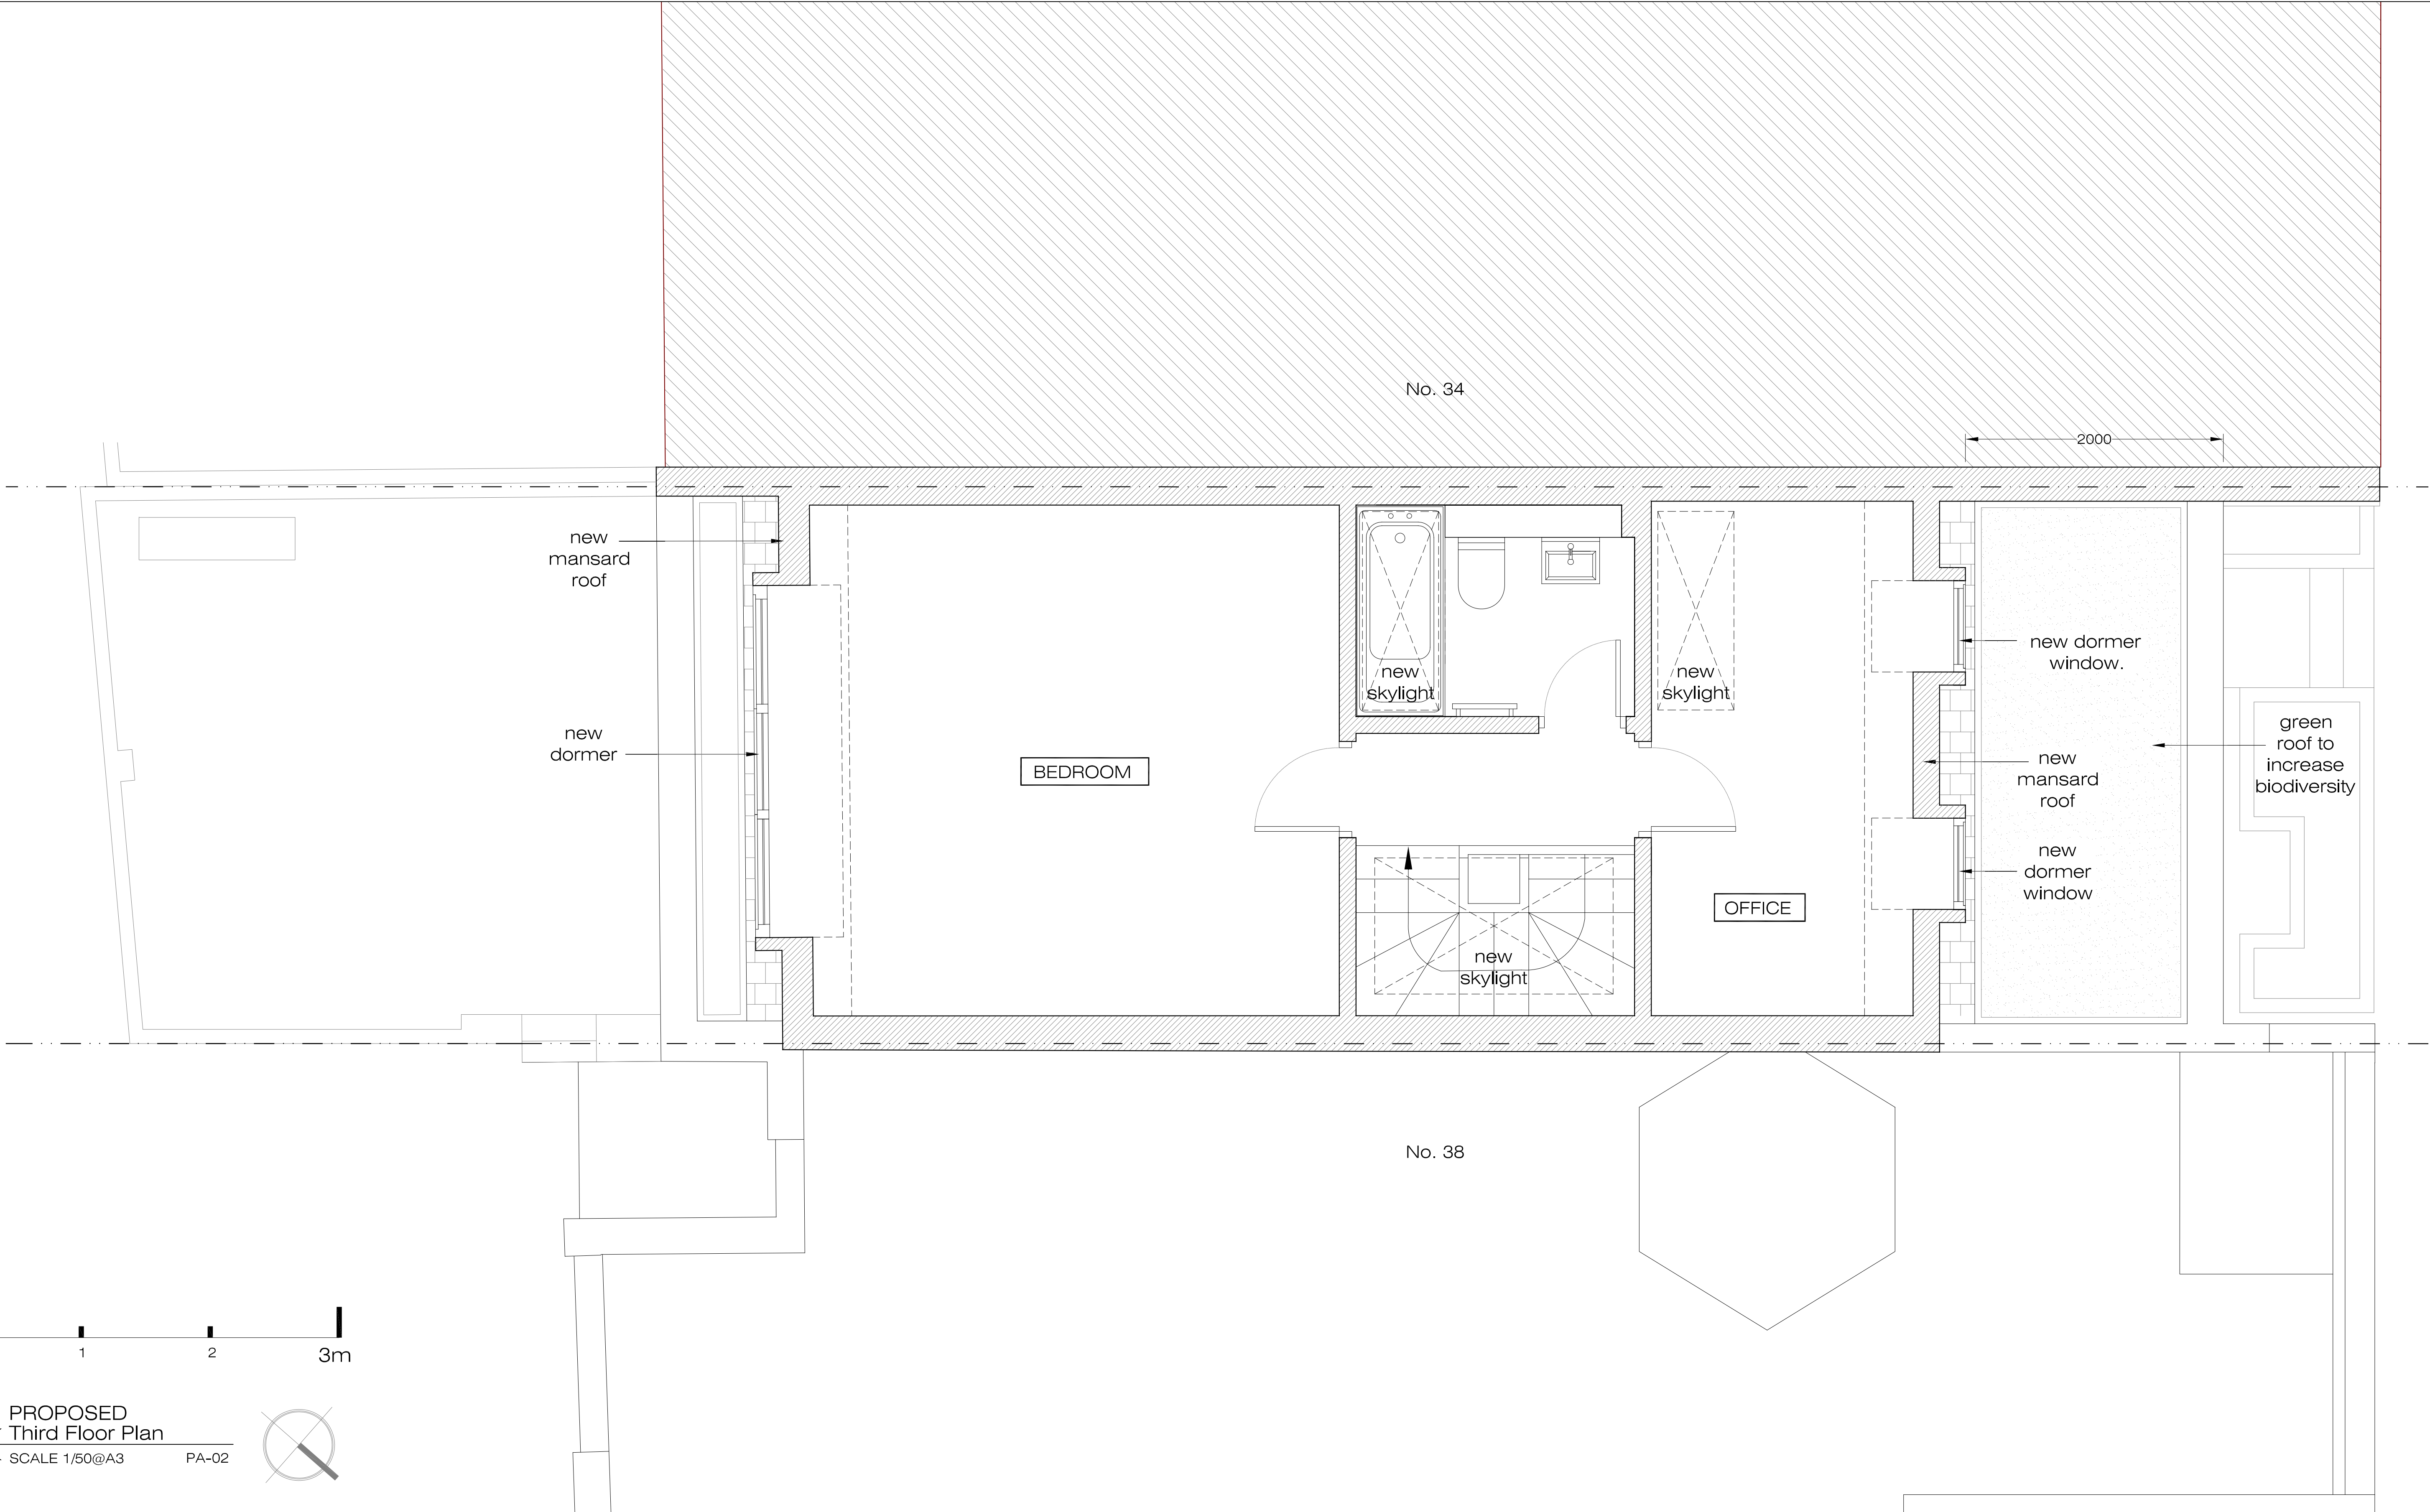 No. 34
2000
new
mansard
roof
new
dormer
BEDROOM
new
skylight
new
skylight
new
skylight
OFFICE
new dormer
window.
new
mansard
roof
new
dormer
window
green
roof to
increase
biodiversity
No. 38
1
2
3m
PROPOSED
Third Floor Plan
SCALE 1/50@A3 PA-02